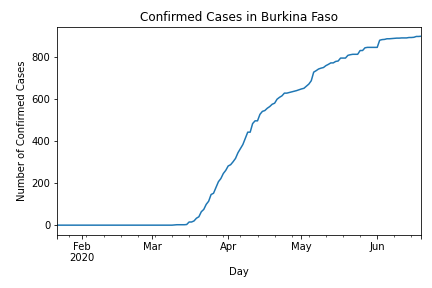 Confirmed Cases in Burkina Faso
Number of Confirmed Cases
800
600
400
200
0
Feb Mar Apr May Jun
2020
Day